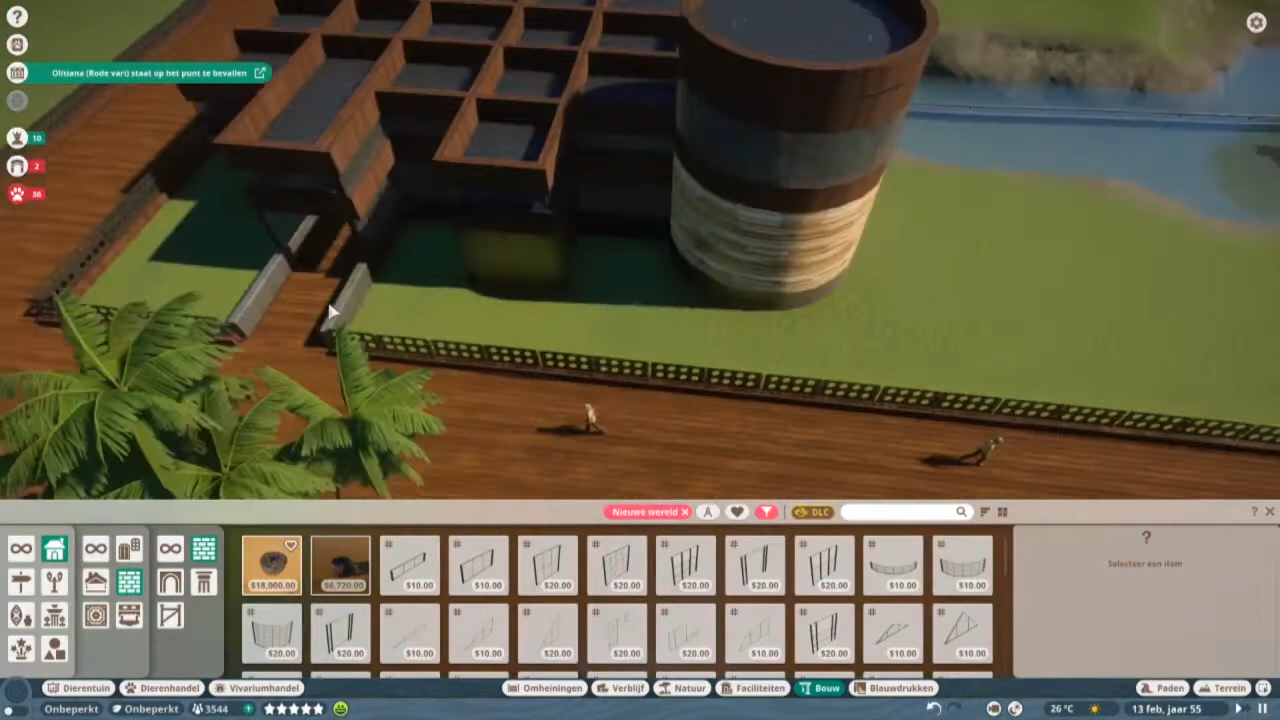 ?
Olitiana (Rode vari) staat op het punt te bevallen
10
2
36
Nieuwe wereld ×
DLC
? ×
$18,000.00
$6,720.00
# $10.00
# $10.00
# $20.00
# $20.00
# $20.00
# $20.00
# $20.00
# $10.00
# $10.00
# $20.00
# $20.00
# $10.00
# $10.00
# $20.00
# $20.00
# $20.00
# $10.00
# $20.00
# $10.00
# $10.00
?
Selecteer een item
Dierentuin
Dierenhandel
Vivariumhandel
Omheiningen
Verblijf
Natuur
Faciliteiten
Bouw
Blauwdrukken
Paden
Terrein
Onbeperkt
Onbeperkt
3544
26 °C
13 feb, jaar 55